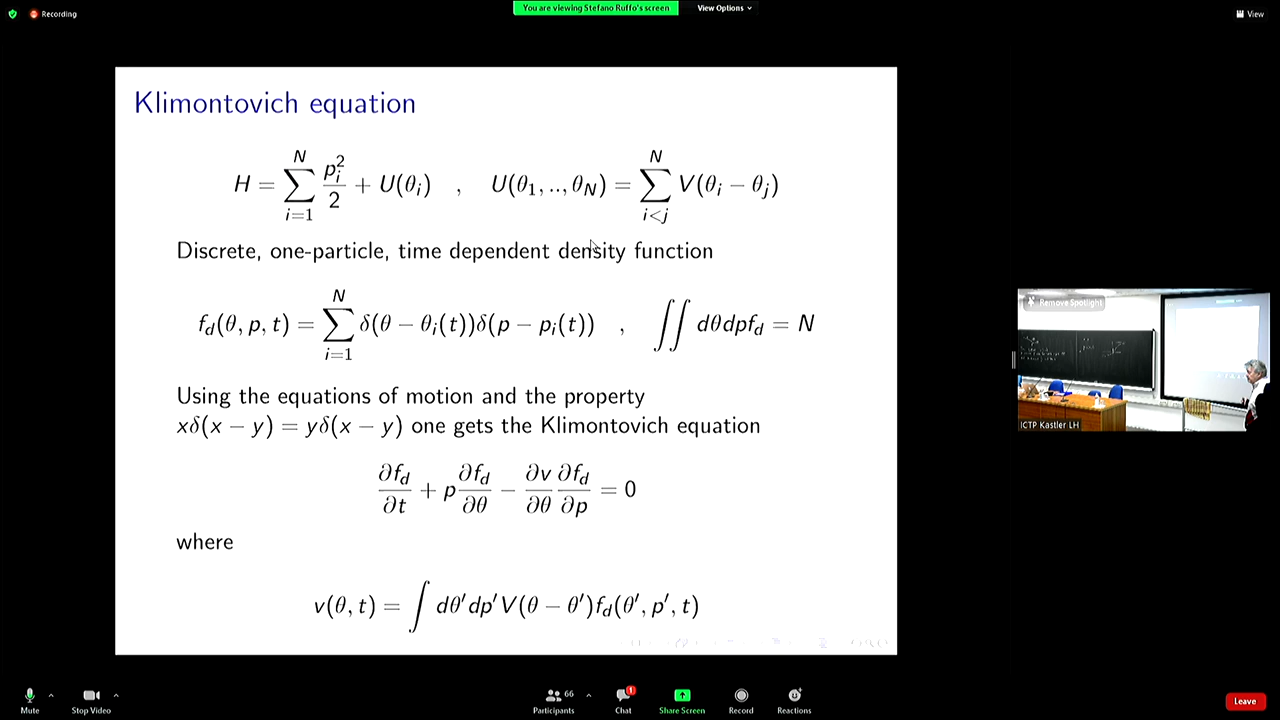 Recording
You are viewing Stefano Ruffo's screen View Options
View
Klimontovich equation
H = ∑_{i=1}^{N} p_i^2/2 + U(θ_i) , U(θ_1, .., θ_N) = ∑_{i<j}^{N} V(θ_i − θ_j)
Discrete, one-particle, time dependent density function
f_d(θ, p, t) = ∑_{i=1}^{N} δ(θ − θ_i(t))δ(p − p_i(t)) , ∬ dθdpf_d = N
Using the equations of motion and the property
xδ(x − y) = yδ(x − y) one gets the Klimontovich equation
∂f_d/∂t + p ∂f_d/∂θ − ∂v/∂θ ∂f_d/∂p = 0
where
v(θ, t) = ∫ dθ′dp′V(θ − θ′)f_d(θ′, p′, t)
Remove Spotlight
ICTP Kastler LH
Mute
Stop Video
66
Participants
1
Chat
Share Screen
Record
Reactions
Leave